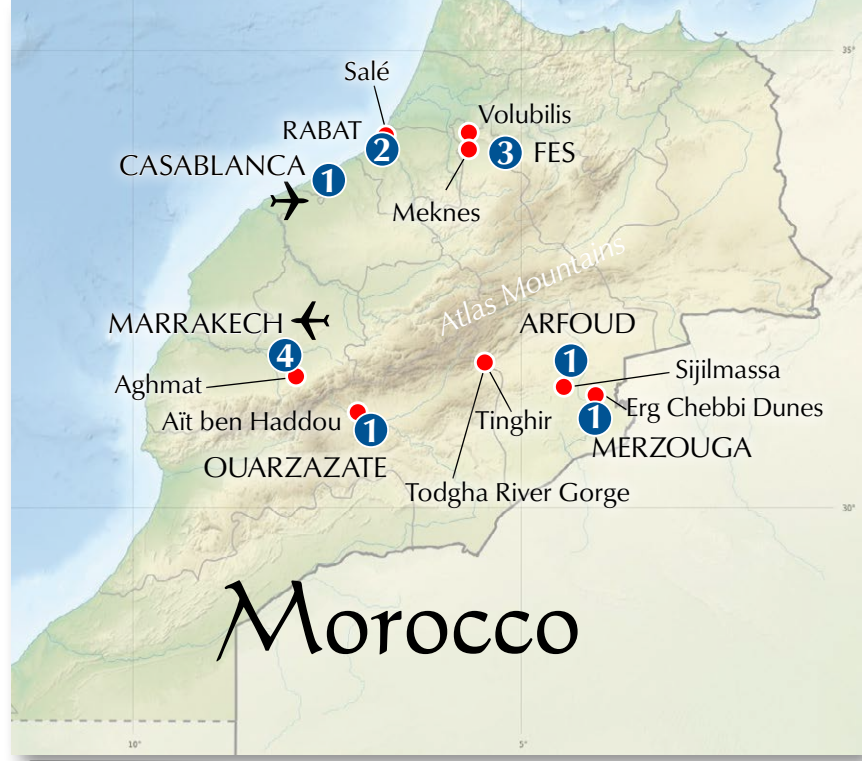 35°
Salé
Volubilis
RABAT
2
3
FES
CASABLANCA
1
Meknes
Atlas Mountains
MARRAKECH
ARFOUD
4
1
Sijilmassa
Aghmat
Erg Chebbi Dunes
Aït ben Haddou
1
Tinghir
1
MERZOUGA
OUARZAZATE
Todgha River Gorge
30°
Morocco
10°
5°